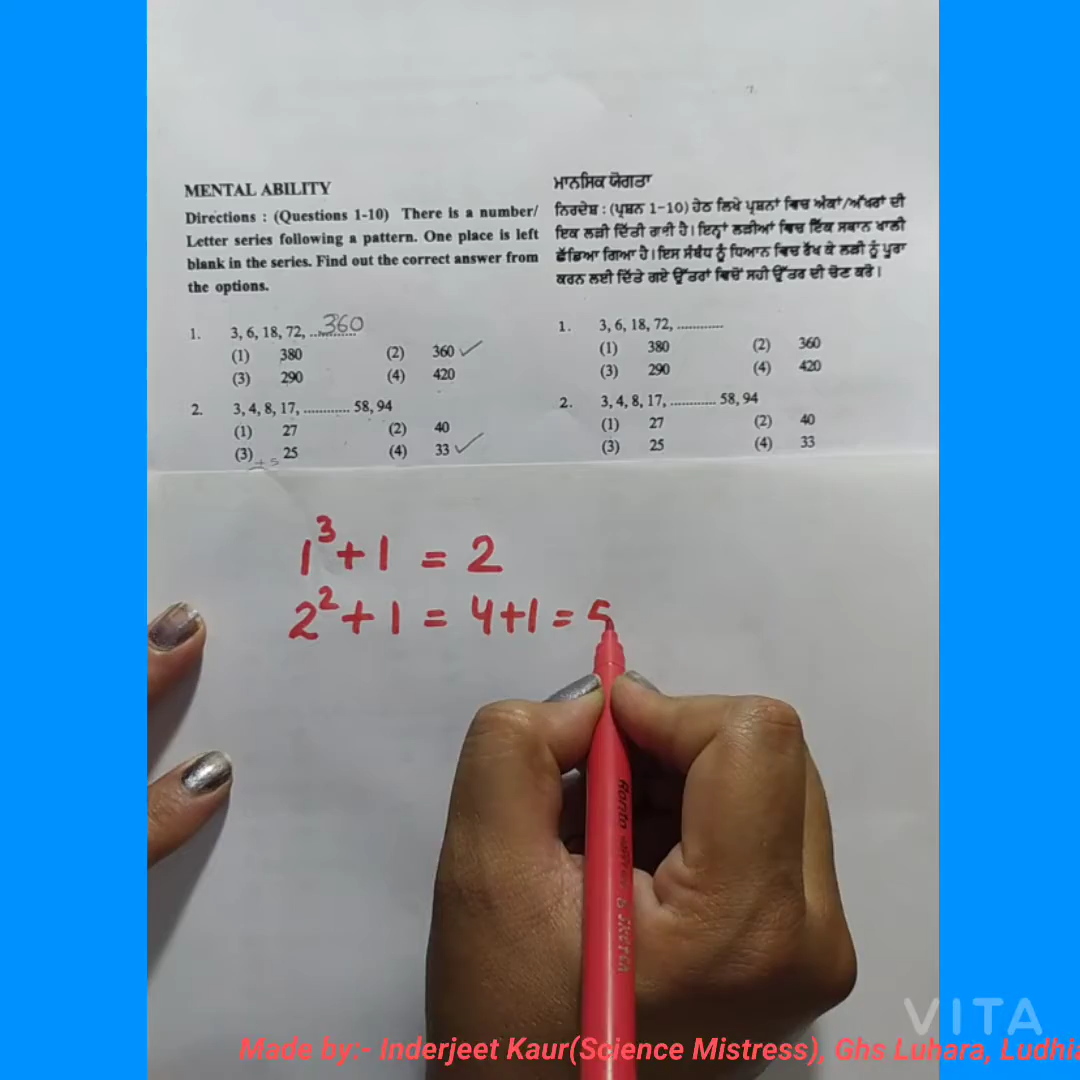 MENTAL ABILITY
Directions : (Questions 1-10) There is a number/
Letter series following a pattern. One place is left
blank in the series. Find out the correct answer from
the options.
1. 3, 6, 18, 72, ............ 360
(1) 380 (2) 360 ✓
(3) 290 (4) 420
2. 3, 4, 8, 17, ............ 58, 94
(1) 27 (2) 40
(3) 25 (4) 33 ✓
+5
ਮਾਨਸਿਕ ਯੋਗਤਾ
ਨਿਰਦੇਸ਼ : (ਪ੍ਰਸ਼ਨ 1-10) ਹੇਠ ਲਿਖੇ ਪ੍ਰਸ਼ਨਾਂ ਵਿਚ ਅੰਕਾਂ/ਅੱਖਰਾਂ ਦੀ
ਇਕ ਲੜੀ ਦਿੱਤੀ ਗਈ ਹੈ। ਇਨ੍ਹਾਂ ਲੜੀਆਂ ਵਿਚ ਇੱਕ ਸਥਾਨ ਖਾਲੀ
ਛੱਡਿਆ ਗਿਆ ਹੈ। ਇਸ ਸੰਬੰਧ ਨੂੰ ਧਿਆਨ ਵਿਚ ਰੱਖ ਕੇ ਲੜੀ ਨੂੰ ਪੂਰਾ
ਕਰਨ ਲਈ ਦਿੱਤੇ ਗਏ ਉੱਤਰਾਂ ਵਿਚੋਂ ਸਹੀ ਉੱਤਰ ਦੀ ਚੋਣ ਕਰੋ।
1. 3, 6, 18, 72, ............
(1) 380 (2) 360
(3) 290 (4) 420
2. 3, 4, 8, 17, ............ 58, 94
(1) 27 (2) 40
(3) 25 (4) 33
1³+1 = 2
2²+1 = 4+1 = 5
VITA
Made by:- Inderjeet Kaur(Science Mistress), Ghs Luhara, Ludhia